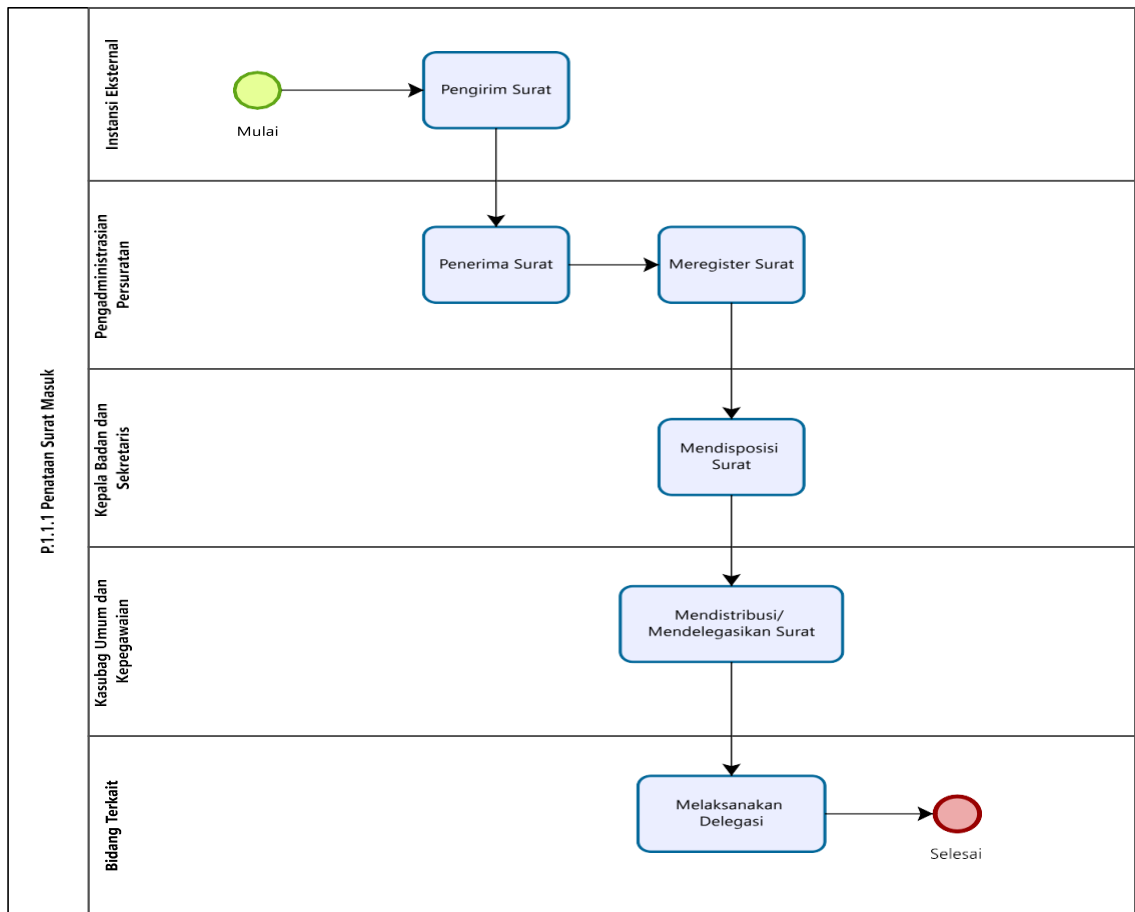 P.1.1.1 Penataan Surat Masuk
Instansi Eksternal
Mulai
Pengirim Surat
Pengadministrasian
Persuratan
Penerima Surat
Meregister Surat
Kepala Badan dan
Sekretaris
Mendisposisi
Surat
Kasubag Umum dan
Kepegawaian
Mendistribusi/
Mendelegasikan Surat
Bidang Terkait
Melaksanakan
Delegasi
Selesai